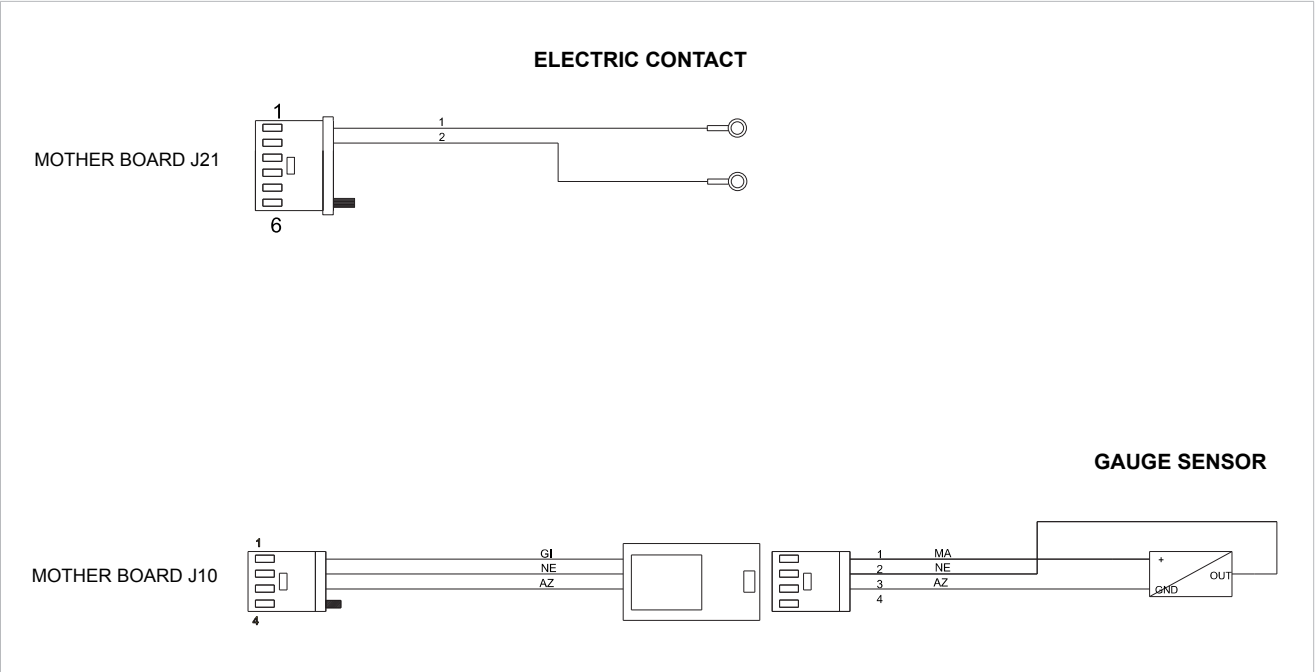 ELECTRIC CONTACT
1
1
2
MOTHER BOARD J21
6
GAUGE SENSOR
1
GI
1
MA
NE
2
NE
+
MOTHER BOARD J10
AZ
3
AZ
OUT
GND
4
4